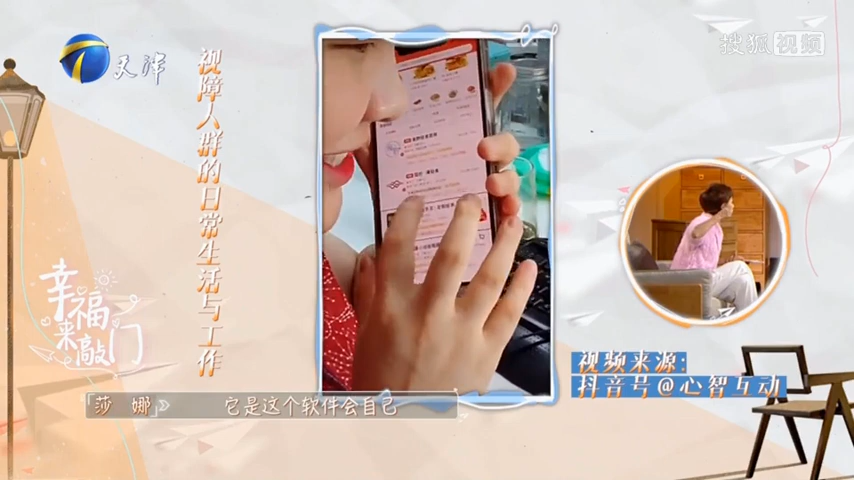 天津
搜狐视频
视障人群的日常生活与工作
幸福
来敲门
视频来源:
抖音号@心智互动
「莎 娜」 它是这个软件会自己